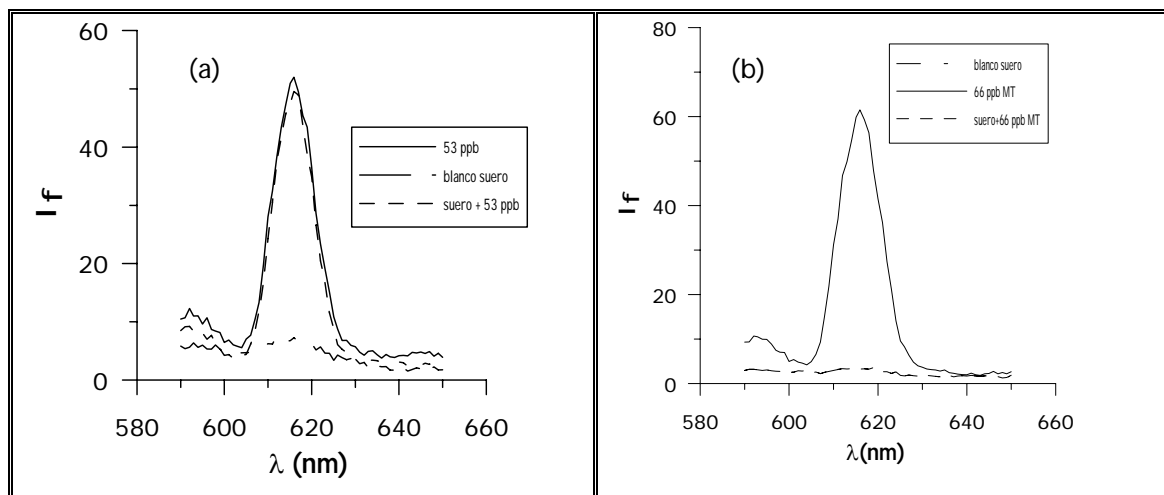 (a)
60
40
20
0
If
53 ppb
blanco suero
suero + 53 ppb
580 600 620 640 660
λ (nm)
(b)
80
60
40
20
0
If
blanco suero
66 ppb MT
suero+66 ppb MT
580 600 620 640 660
λ(nm)